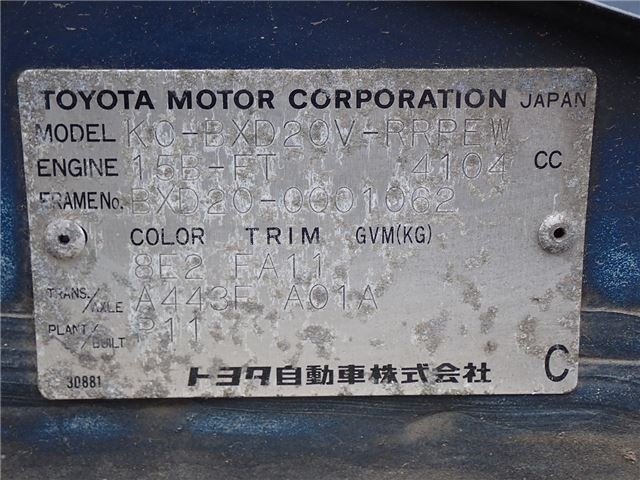 TOYOTA MOTOR CORPORATION JAPAN
MODEL KO-BXD20V-RRPEW
ENGINE 15B-FT 4104 CC
FRAME No. BXD20-0001062
COLOR TRIM GVM(KG)
8E2 FA11
TRANS./AXLE A443F A01A
PLANT/BUILT P11
30881 トヨタ自動車株式会社 C